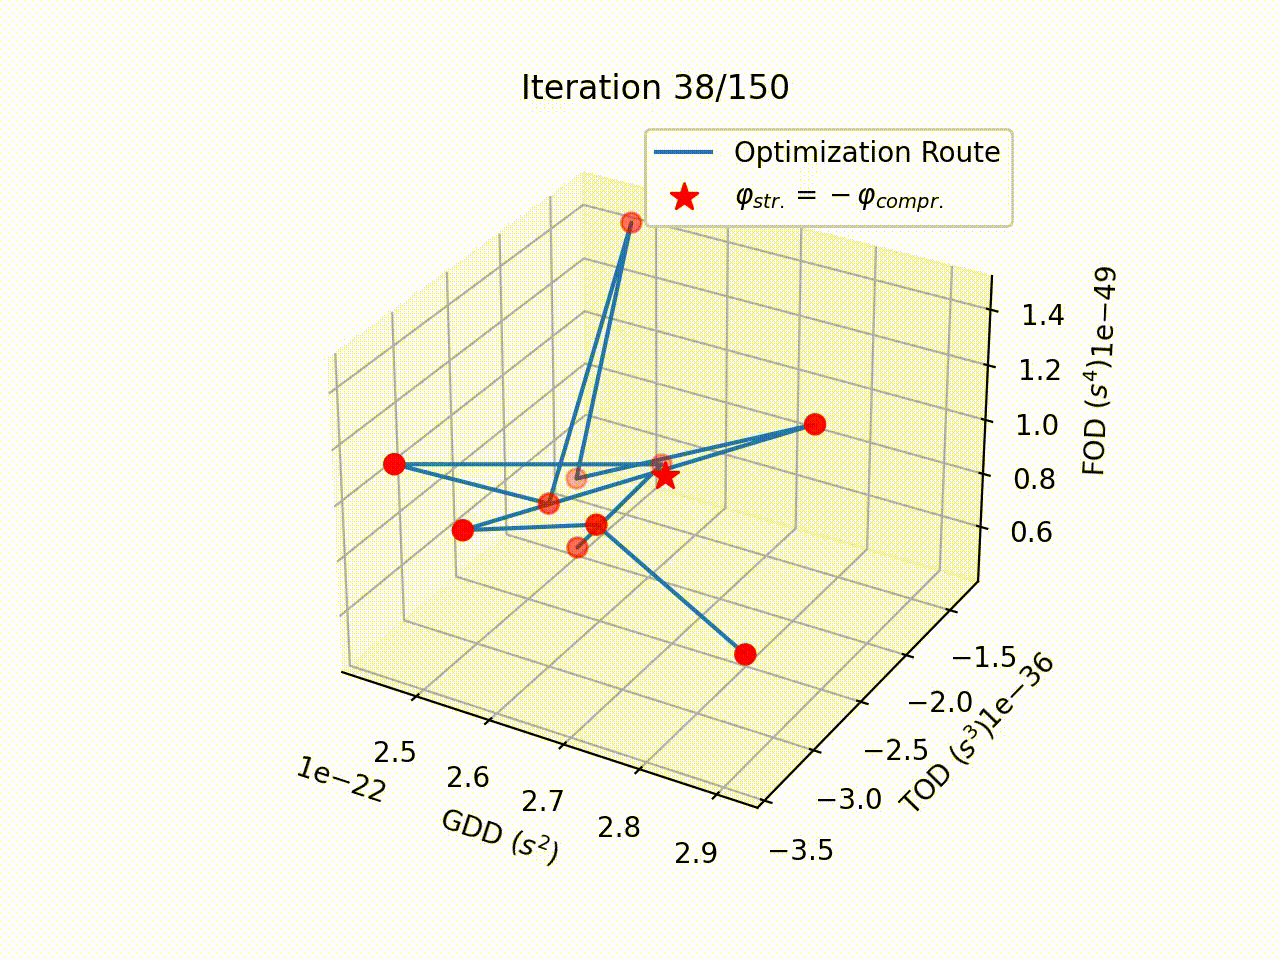 Iteration 38/150
Optimization Route
φstr. = −φcompr.
1.4
1.2
1.0
0.8
0.6
FOD (s⁴)1e−49
−1.5
−2.0
−2.5
−3.0
−3.5
TOD (s³)1e−36
2.5
2.6
2.7
2.8
2.9
1e−22
GDD (s²)